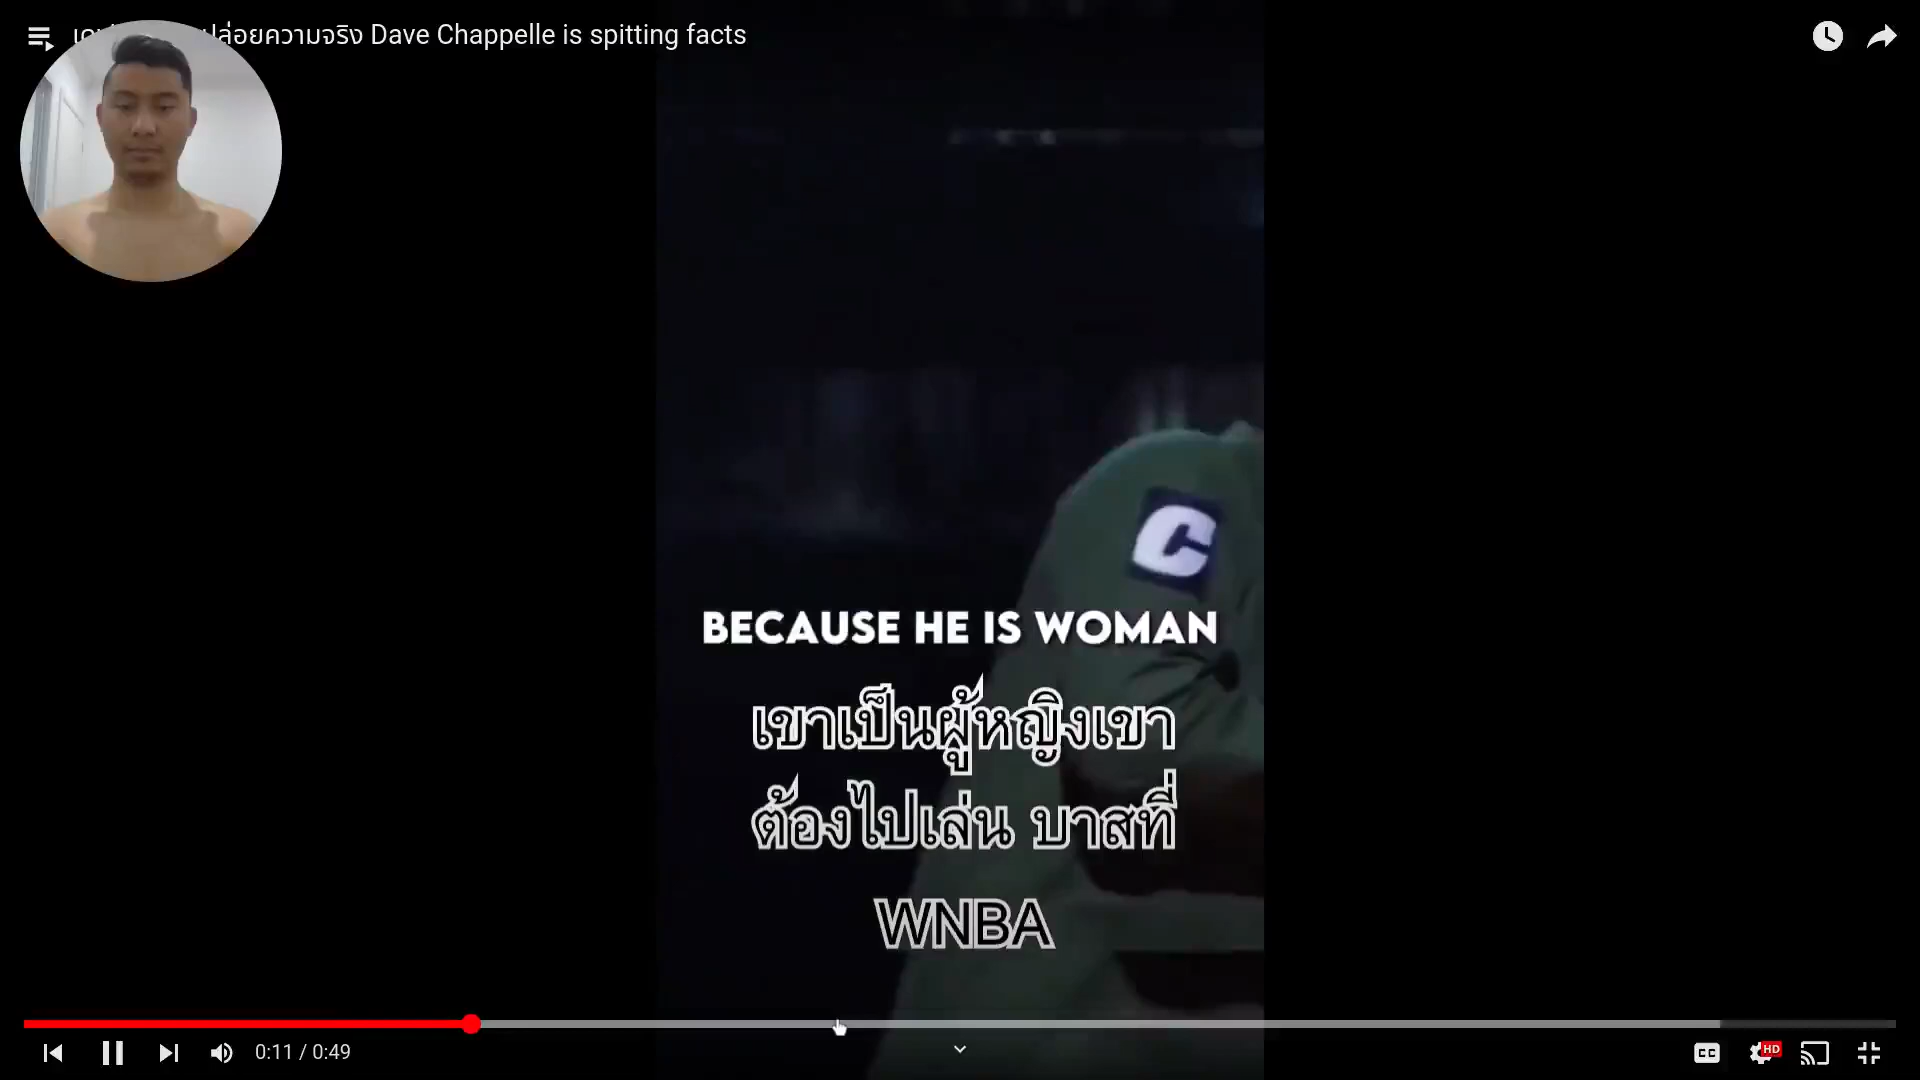 ปล่อยความจริง Dave Chappelle is spitting facts
C
BECAUSE HE IS WOMAN
เขาเป็นผู้หญิงเขา
ต้องไปเล่น บาสที่
WNBA
0:11 / 0:49
CC
HD